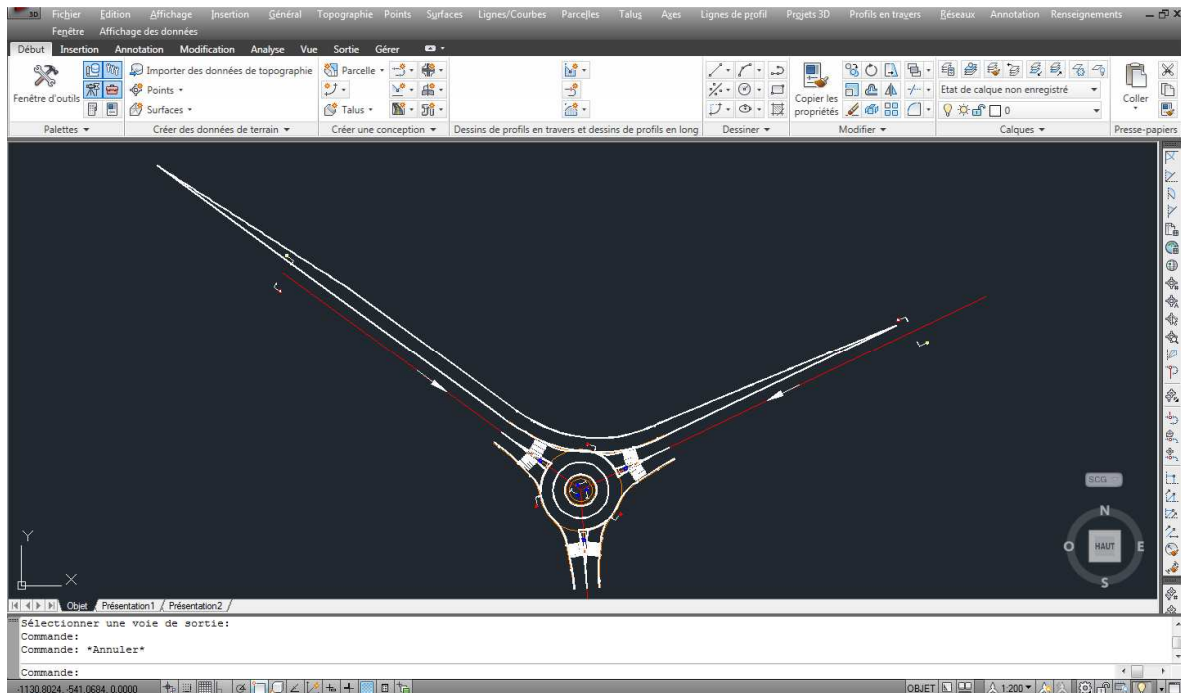 3D Fichier Edition Affichage Insertion Général Topographie Points Surfaces Lignes/Courbes Parcelles Talus Axes Lignes de profil Projets 3D Profils en travers Réseaux Annotation Renseignements
Fenêtre Affichage des données
Début Insertion Annotation Modification Analyse Vue Sortie Gérer
Importer des données de topographie Parcelle
Fenêtre d'outils Points Copier les propriétés Etat de calque non enregistré Coller
Surfaces Talus 0
Palettes Créer des données de terrain Créer une conception Dessins de profils en travers et dessins de profils en long Dessiner Modifier Calques Presse-papiers
SCG
N
O HAUT E
S
Y
X
Objet Présentation1 Présentation2
Sélectionner une voie de sortie:
Commande:
Commande: *Annuler*
Commande:
-1130.8024, -541.0684, 0.0000 OBJET 1:200